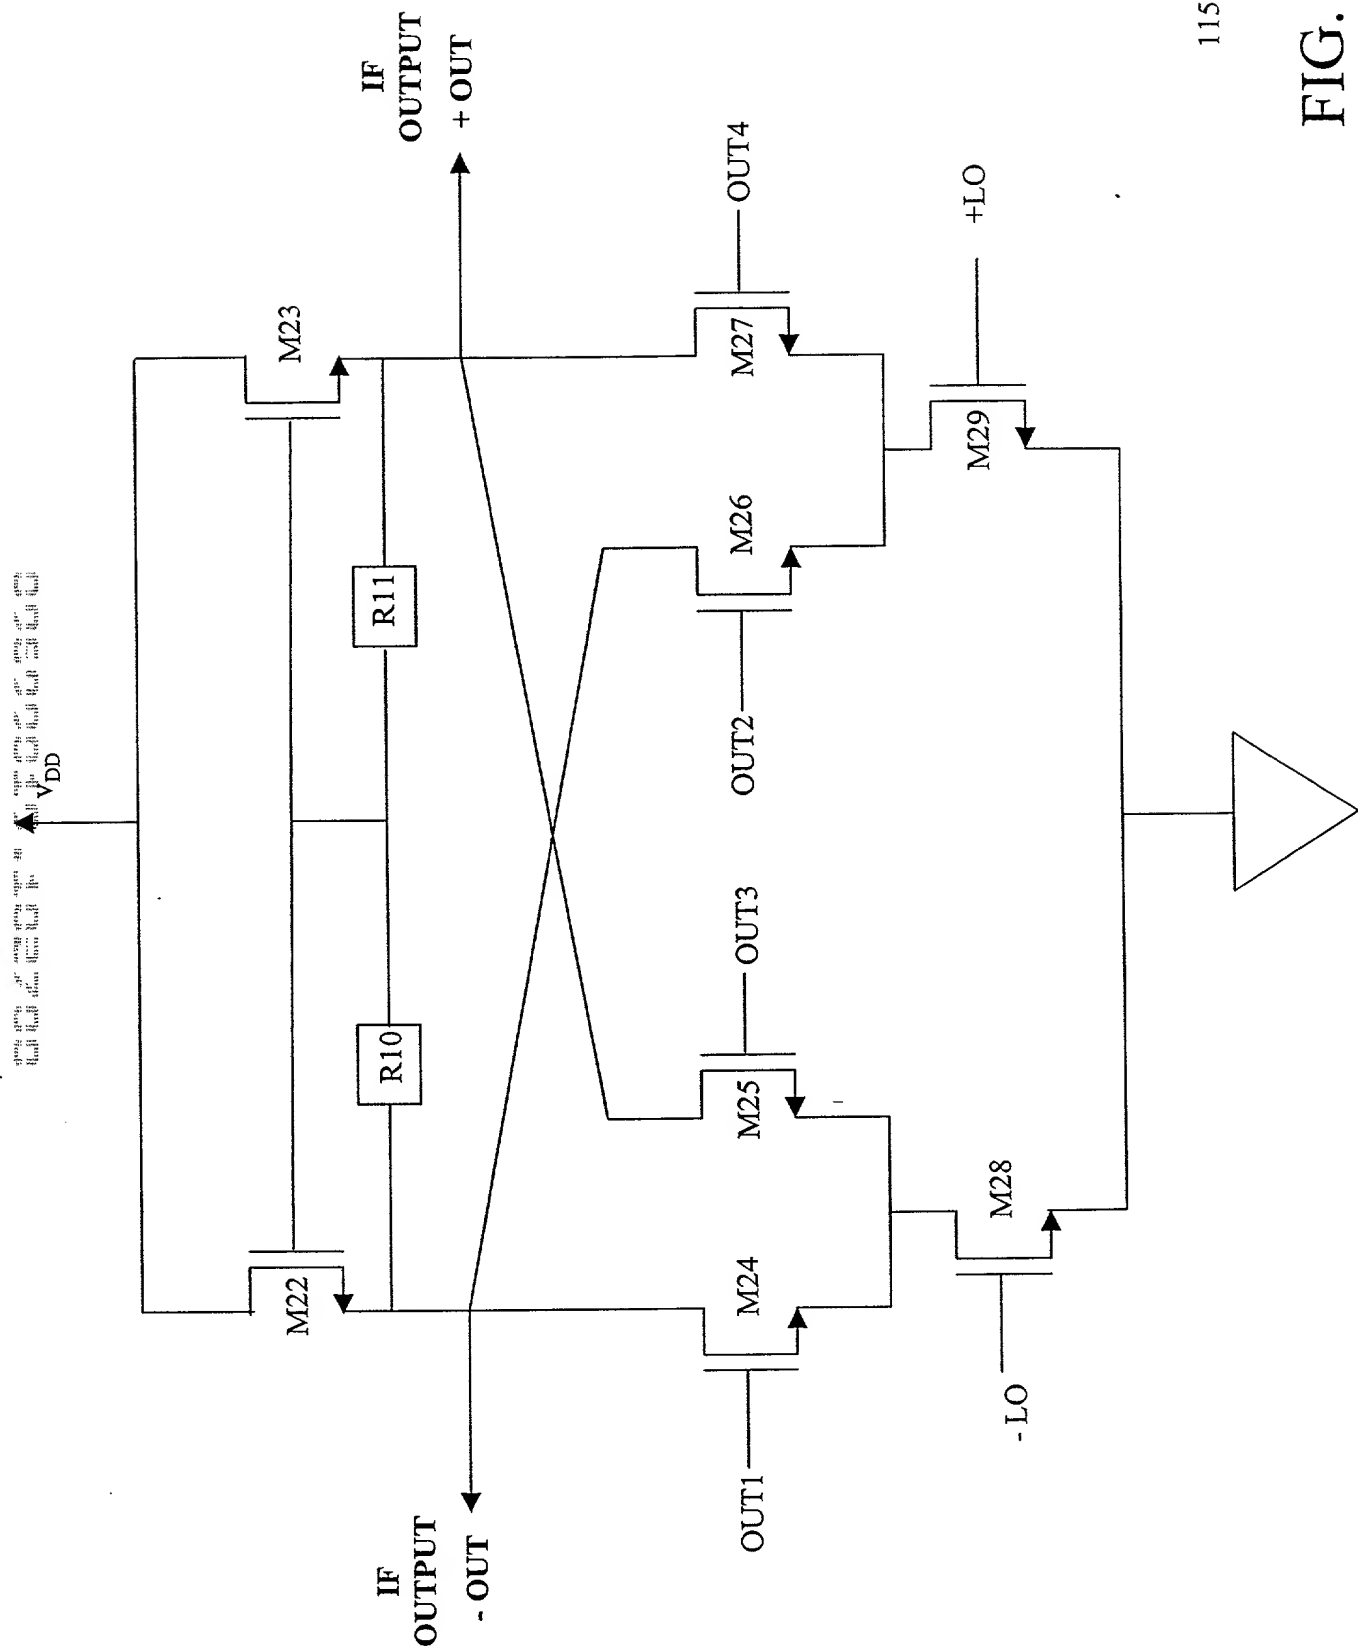 V_DD
M22
M23
R10
R11
IF
OUTPUT
- OUT
IF
OUTPUT
+ OUT
OUT1
M24
M25
OUT3
OUT2
M26
M27
OUT4
- LO
M28
M29
+LO
115
FIG.